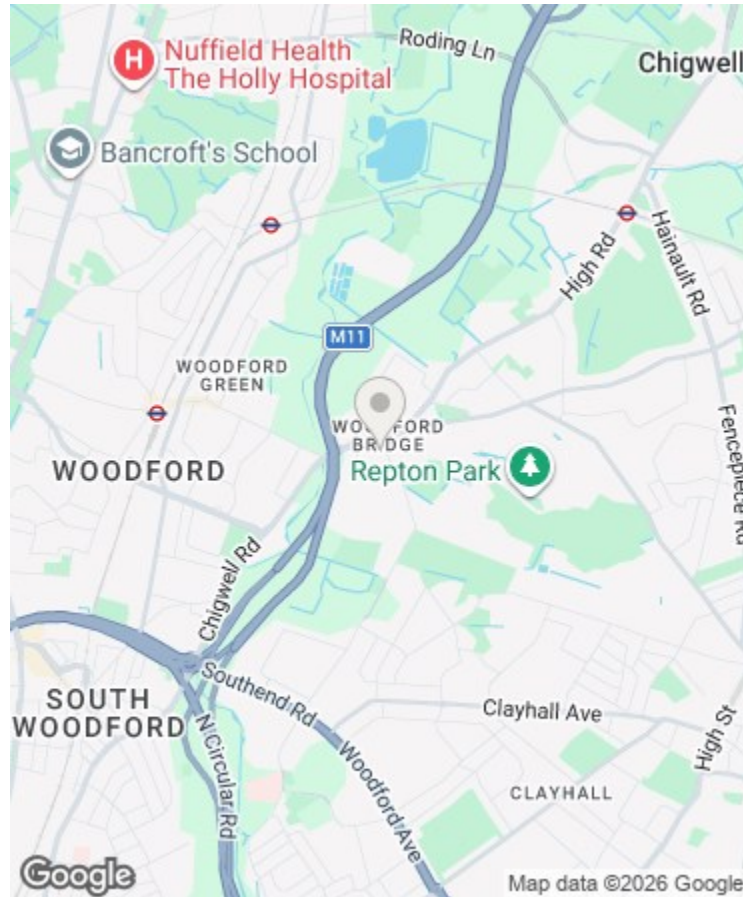 Nuffield Health
The Holly Hospital
Roding Ln
Chigwell
Bancroft's School
High Rd
Hainault Rd
M11
WOODFORD
GREEN
WOODFORD
BRIDGE
Fencepiece Rd
WOODFORD
Repton Park
Chigwell Rd
SOUTH
WOODFORD
Southend Rd
Clayhall Ave
High St
N Circular Rd
Woodford Ave
CLAYHALL
Google
Map data ©2026 Google